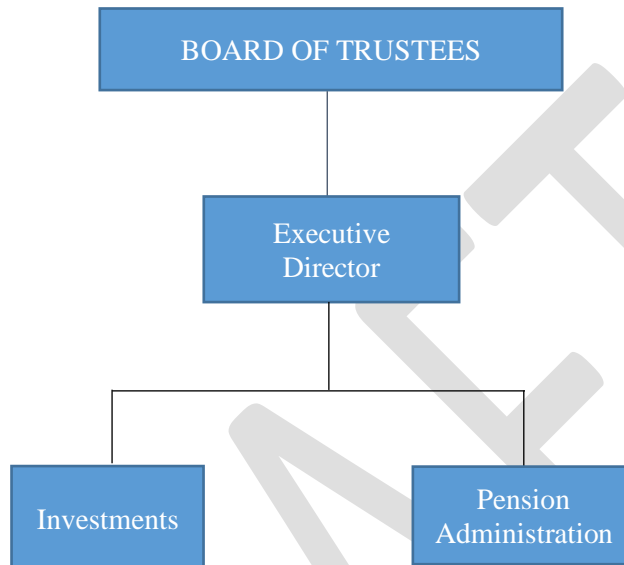 BOARD OF TRUSTEES
Executive
Director
Investments
Pension
Administration